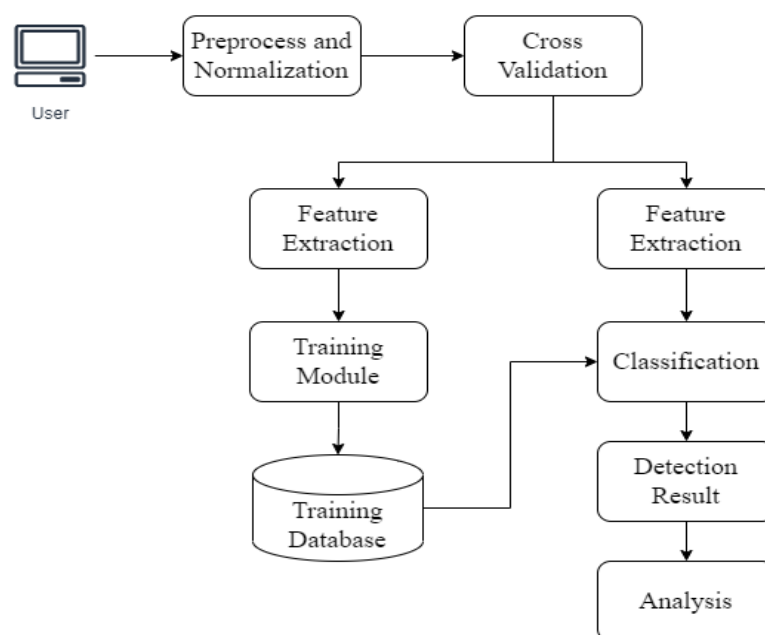 User
Preprocess and
Normalization
Cross
Validation
Feature
Extraction
Feature
Extraction
Training
Module
Classification
Training
Database
Detection
Result
Analysis